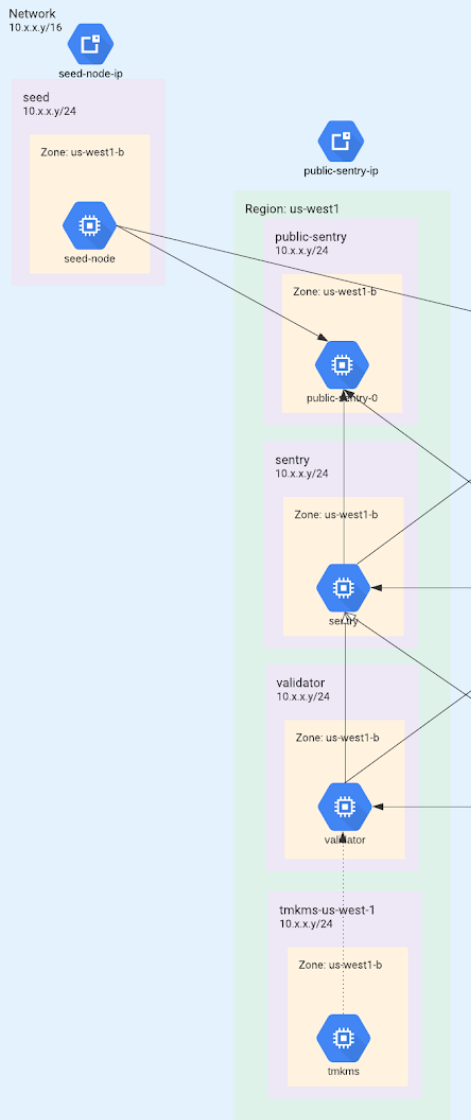 Network
10.x.x.y/16
seed-node-ip
seed
10.x.x.y/24
Zone: us-west1-b
seed-node
public-sentry-ip
Region: us-west1
public-sentry
10.x.x.y/24
Zone: us-west1-b
public-sentry-0
sentry
10.x.x.y/24
Zone: us-west1-b
sentry
validator
10.x.x.y/24
Zone: us-west1-b
validator
tmkms-us-west-1
10.x.x.y/24
Zone: us-west1-b
tmkms